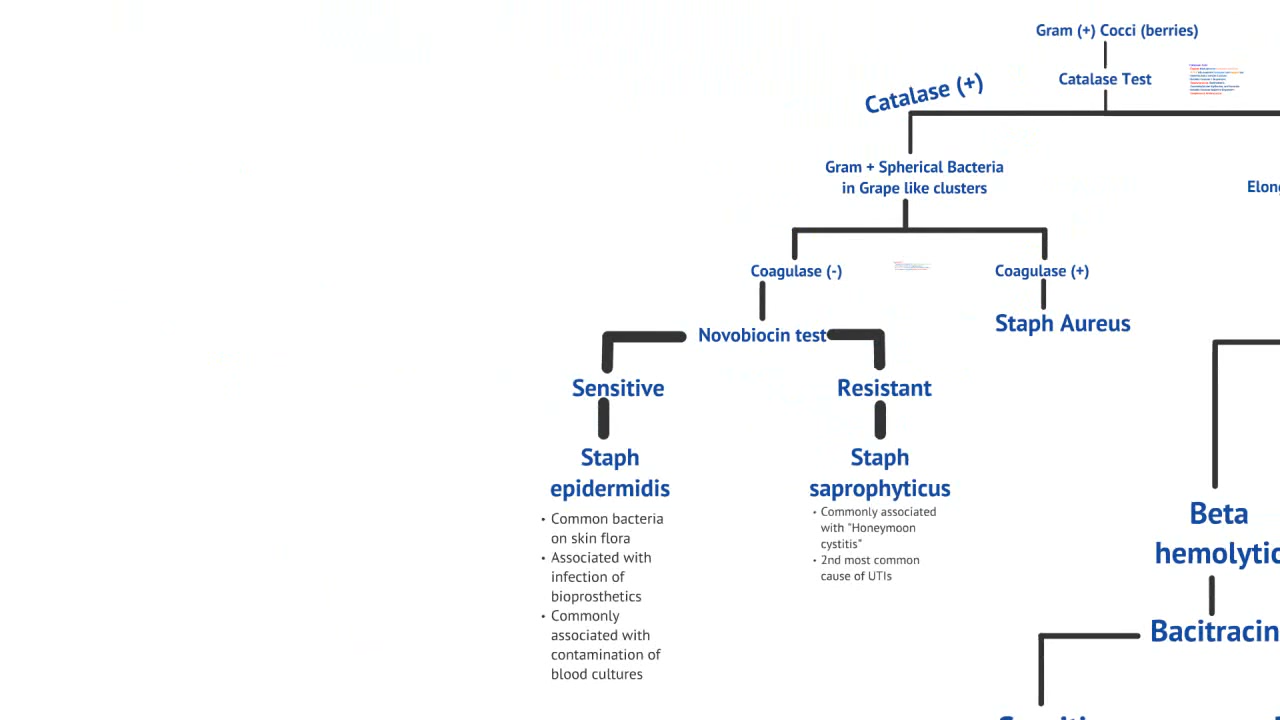 Gram (+) Cocci (berries)
Catalase Test
Catalase (+)
Gram + Spherical Bacteria
in Grape like clusters
Elong
Coagulase (-)
Coagulase (+)
Staph Aureus
Novobiocin test
Sensitive
Resistant
Staph
epidermidis
• Common bacteria
on skin flora
• Associated with
infection of
bioprosthetics
• Commonly
associated with
contamination of
blood cultures
Staph
saprophyticus
• Commonly associated
with "Honeymoon
cystitis"
• 2nd most common
cause of UTIs
Beta
hemolytic
Bacitracin